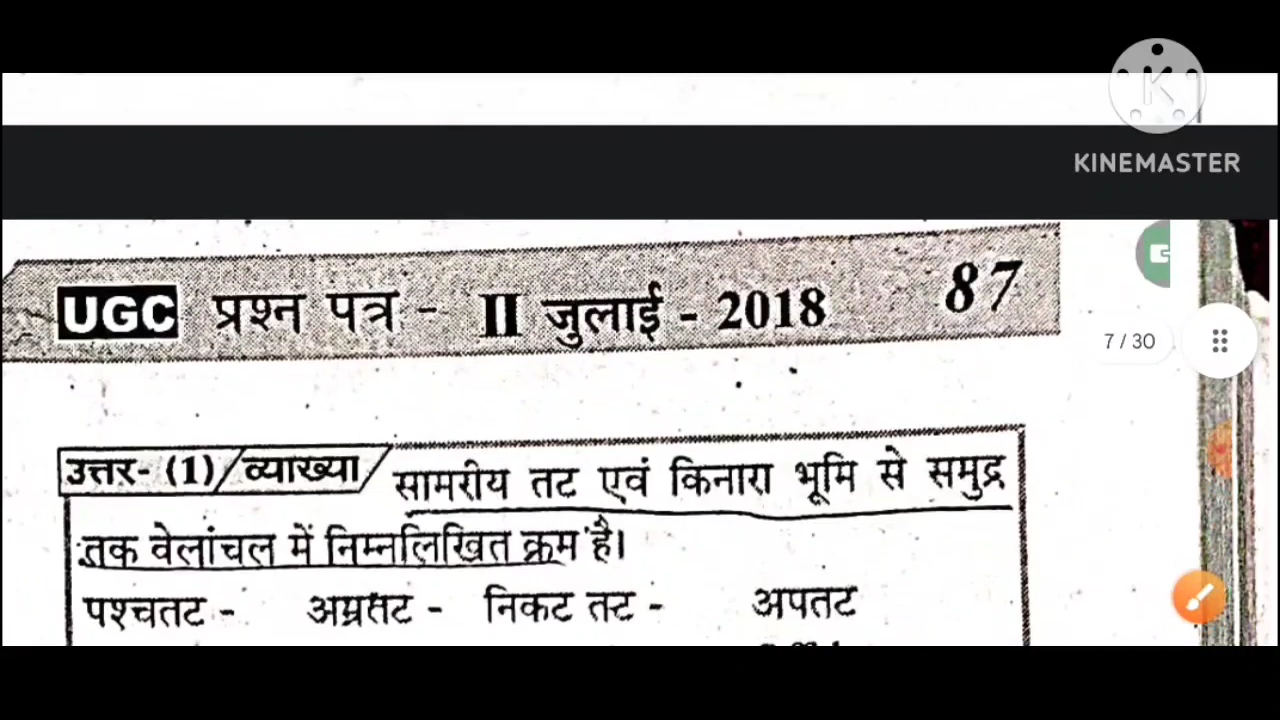 KINEMASTER
UGC प्रश्न पत्र - II जुलाई - 2018 87
7 / 30
उत्तर- (1)/व्याख्या/ सामरीय तट एवं किनारा भूमि से समुद्र
तक वेलांचल में निम्नलिखित क्रम है।
पश्चतट - अग्रतट - निकट तट - अपतट